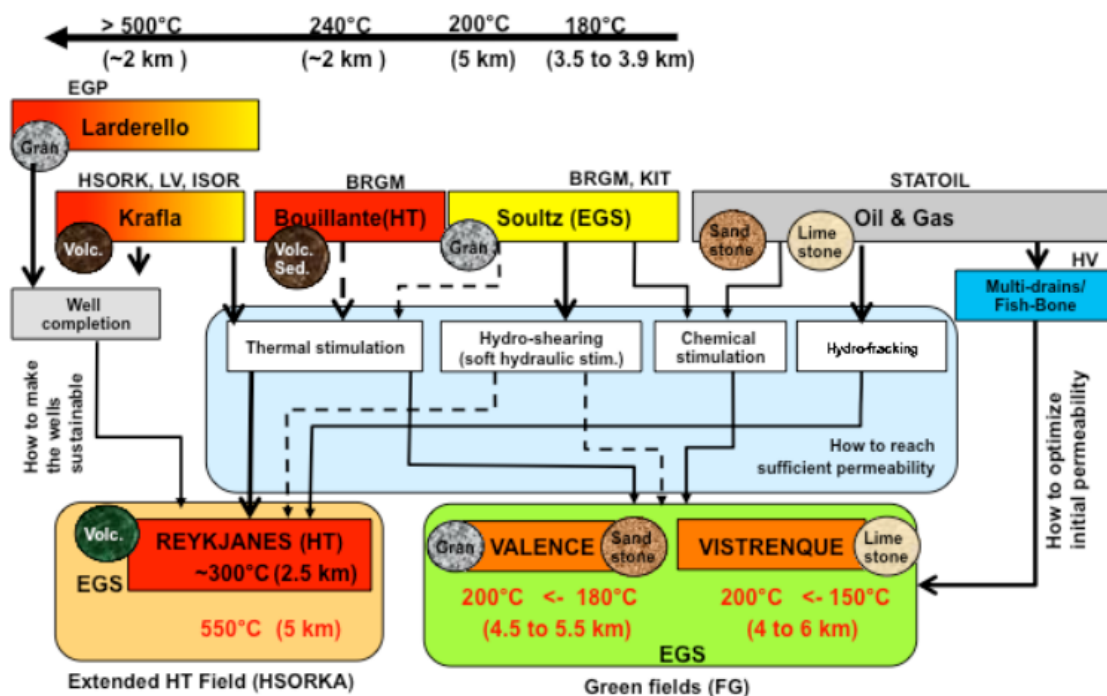 > 500°C 240°C 200°C 180°C
(~2 km ) (~2 km ) (5 km) (3.5 to 3.9 km)
EGP
Larderello
Gran
HSORK, LV, ISOR
Krafla
Volc.
BRGM
Bouillante(HT)
Volc.
Sed.
BRGM, KIT
Soultz (EGS)
Gran
STATOIL
Oil & Gas
Sand
stone
Lime
stone
HV
Multi-drains/
Fish-Bone
Well
completion
Thermal stimulation
Hydro-shearing
(soft hydraulic stim.)
Chemical
stimulation
Hydro-fracking
How to make
the wells
sustainable
How to reach
sufficient permeability
How to optimize
initial permeability
Volc.
REYKJANES (HT)
~300°C (2.5 km)
EGS
550°C (5 km)
Extended HT Field (HSORKA)
Gran
VALENCE
Sand
stone
200°C <- 180°C
(4.5 to 5.5 km)
VISTRENQUE
Lime
stone
200°C <- 150°C
(4 to 6 km)
EGS
Green fields (FG)